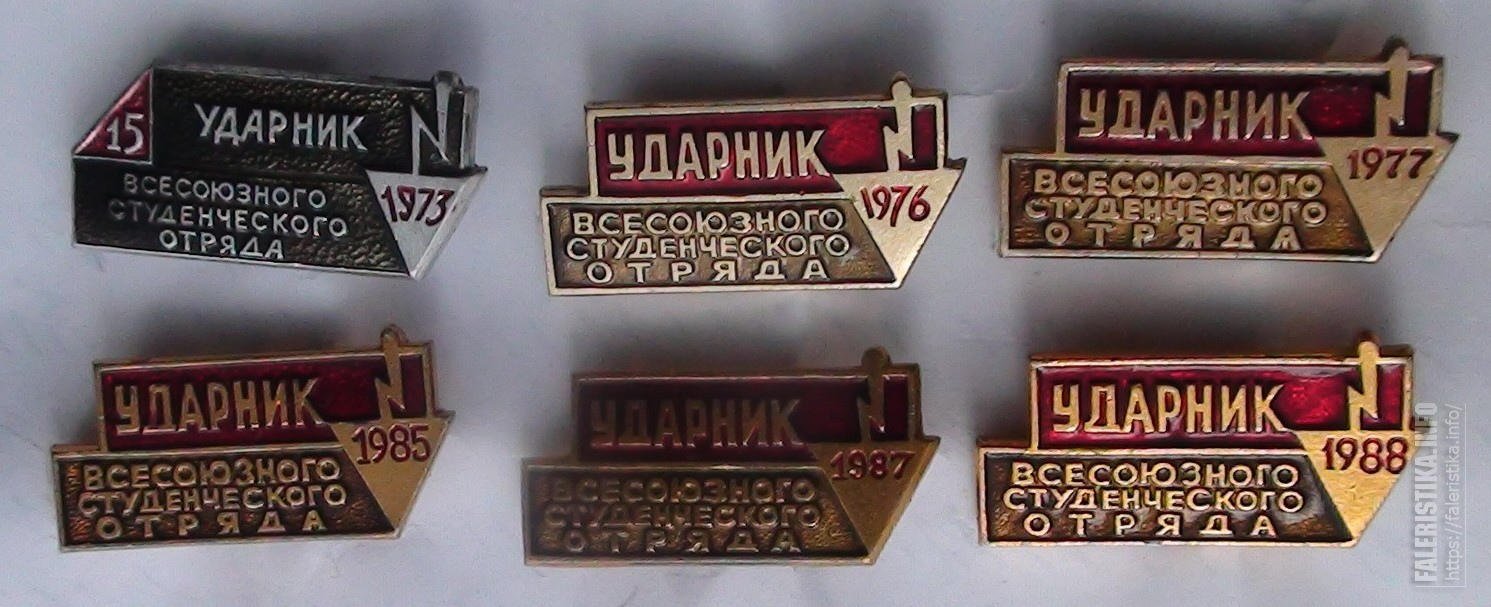 15
УДАРНИК
1973
ВСЕСОЮЗНОГО
СТУДЕНЧЕСКОГО
ОТРЯДА
УДАРНИК
1976
ВСЕСОЮЗНОГО
СТУДЕНЧЕСКОГО
ОТРЯДА
УДАРНИК
1977
ВСЕСОЮЗНОГО
СТУДЕНЧЕСКОГО
ОТРЯДА
УДАРНИК
1985
ВСЕСОЮЗНОГО
СТУДЕНЧЕСКОГО
ОТРЯДА
УДАРНИК
1987
ВСЕСОЮЗНОГО
СТУДЕНЧЕСКОГО
ОТРЯДА
УДАРНИК
1988
ВСЕСОЮЗНОГО
СТУДЕНЧЕСКОГО
ОТРЯДА
FALERISTIKA.INFO
https://faleristika.info/